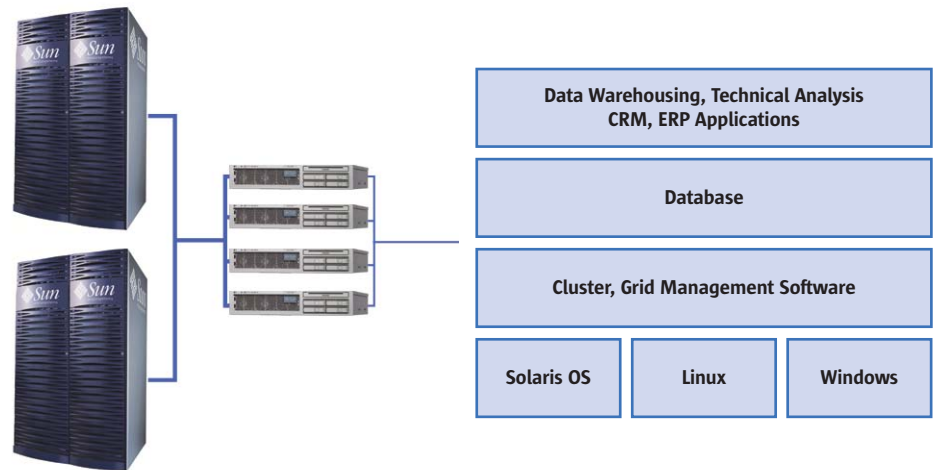 Sun
Sun
Sun
Sun
Data Warehousing, Technical Analysis
CRM, ERP Applications
Database
Cluster, Grid Management Software
Solaris OS
Linux
Windows